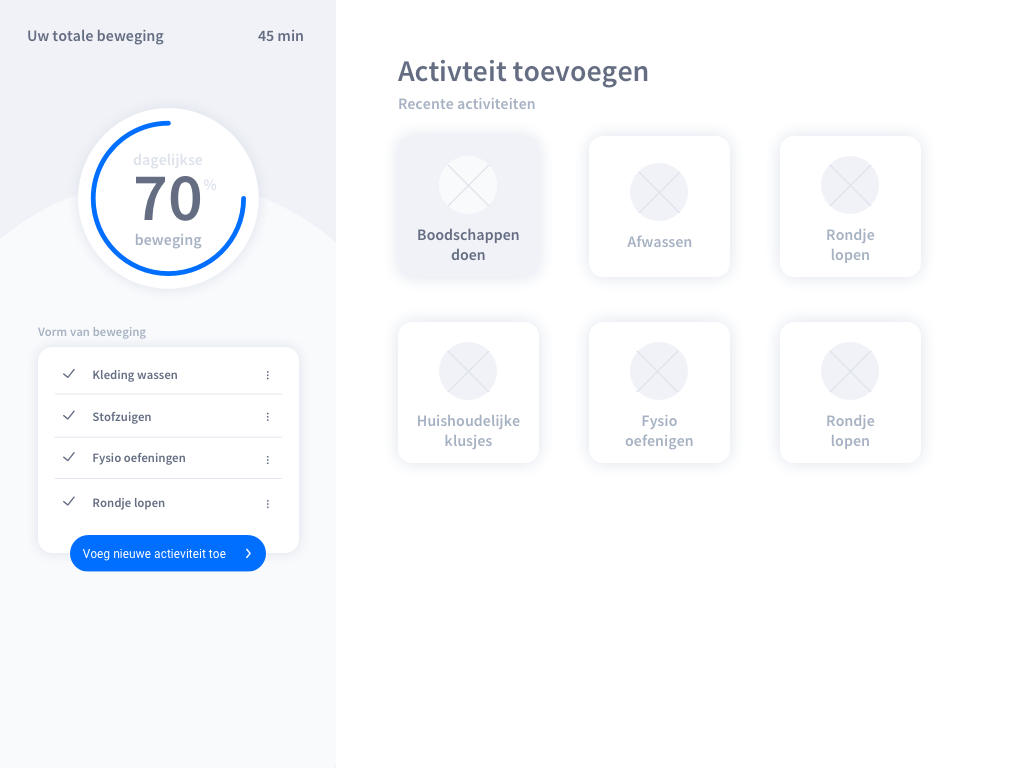 Uw totale beweging 45 min
dagelijkse
70 %
beweging
Vorm van beweging
Kleding wassen
Stofzuigen
Fysio oefeningen
Rondje lopen
Voeg nieuwe actieviteit toe
Activteit toevoegen
Recente activiteiten
Boodschappen
doen
Afwassen
Rondje
lopen
Huishoudelijke
klusjes
Fysio
oefenigen
Rondje
lopen